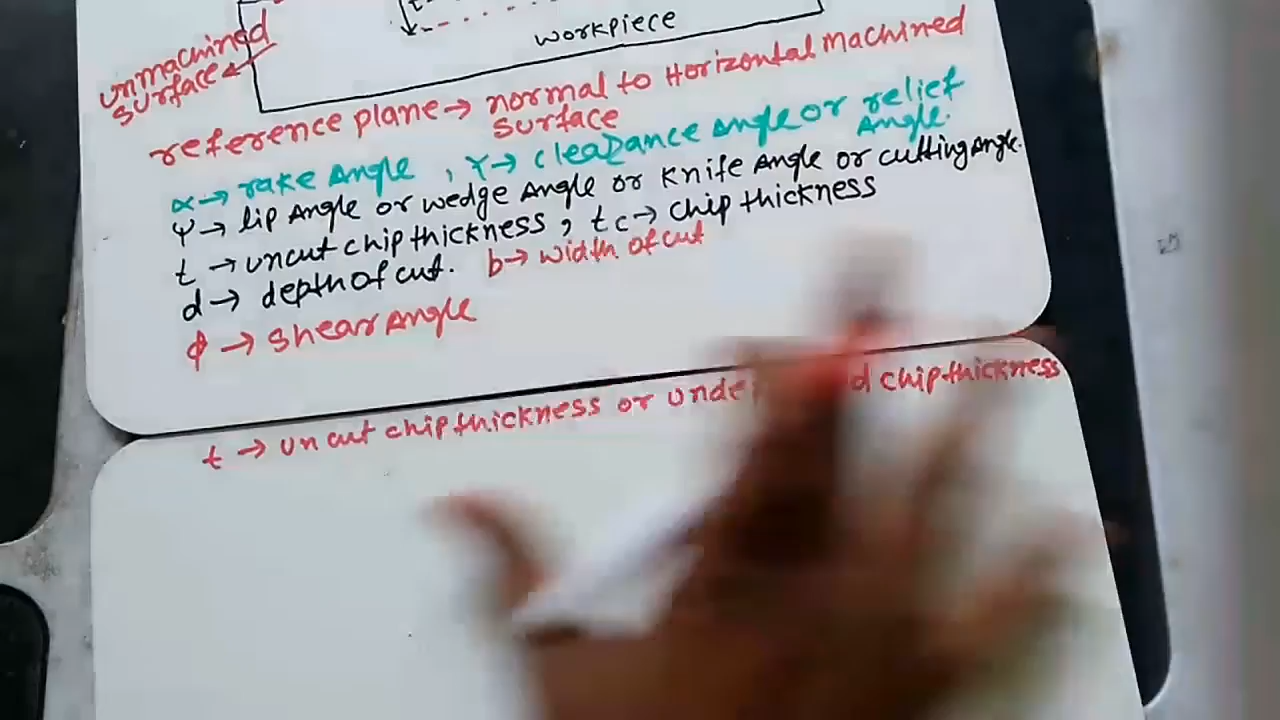 t
workpiece
unmachined
surface
reference plane → normal to Horizontal Machined
surface
α → rake Angle , γ → clearance Angle or relief
Angle.
Ψ → lip Angle or wedge Angle or Knife Angle or cutting Angle.
t → uncut chip thickness , tc → chip thickness
d → depth of cut. b → width of cut
ϕ → shear Angle
t → uncut chip thickness or chip thickness